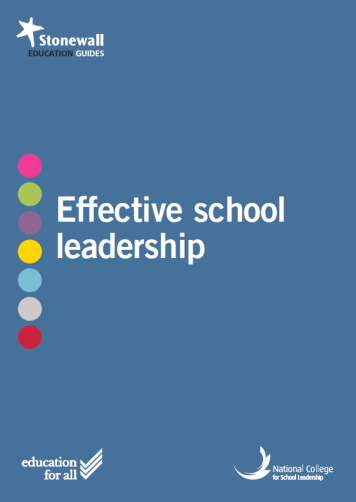 Stonewall
EDUCATION GUIDES
Effective school
leadership
education
for all
National College
for School Leadership